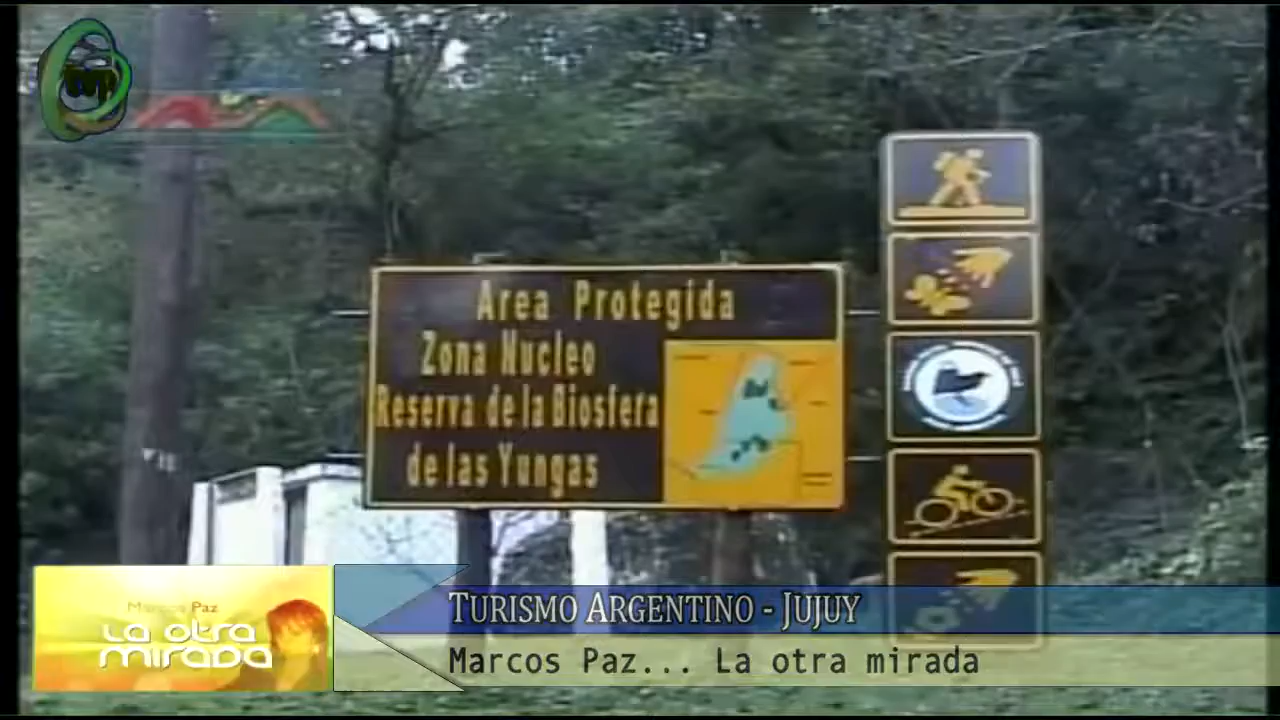 Area Protegida
Zona Nucleo
Reserva de la Biosfera
de las Yungas
TURISMO ARGENTINO - JUJUY
Marcos Paz... La otra mirada
Marcos Paz
La otra
mirada